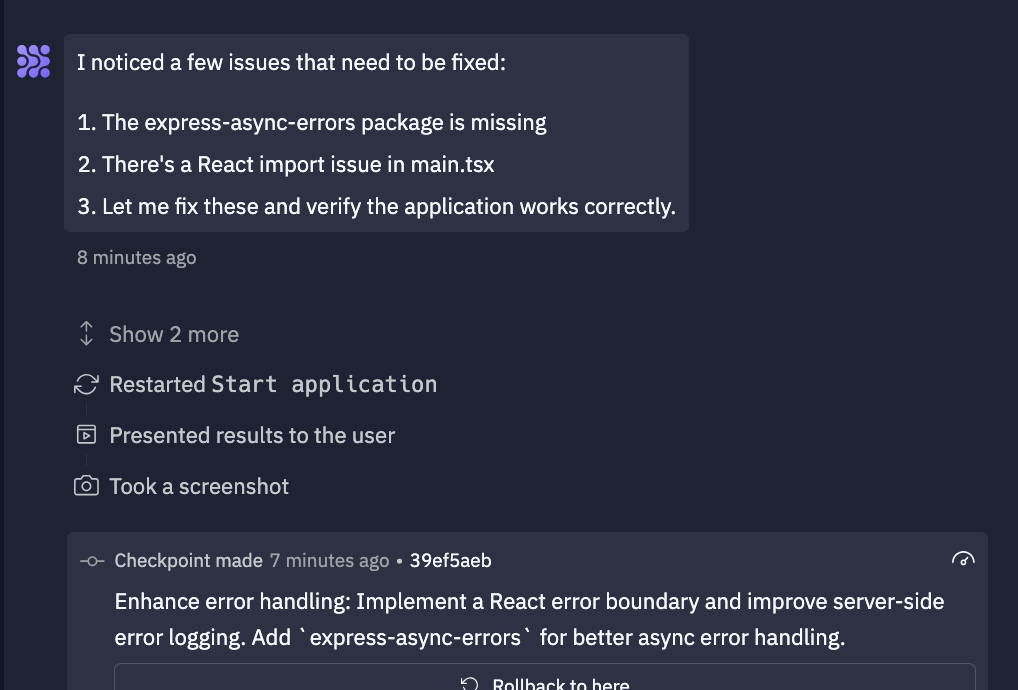 I noticed a few issues that need to be fixed:
1. The express-async-errors package is missing
2. There's a React import issue in main.tsx
3. Let me fix these and verify the application works correctly.
8 minutes ago
Show 2 more
Restarted Start application
Presented results to the user
Took a screenshot
Checkpoint made 7 minutes ago • 39ef5aeb
Enhance error handling: Implement a React error boundary and improve server-side
error logging. Add `express-async-errors` for better async error handling.
Rollback to here